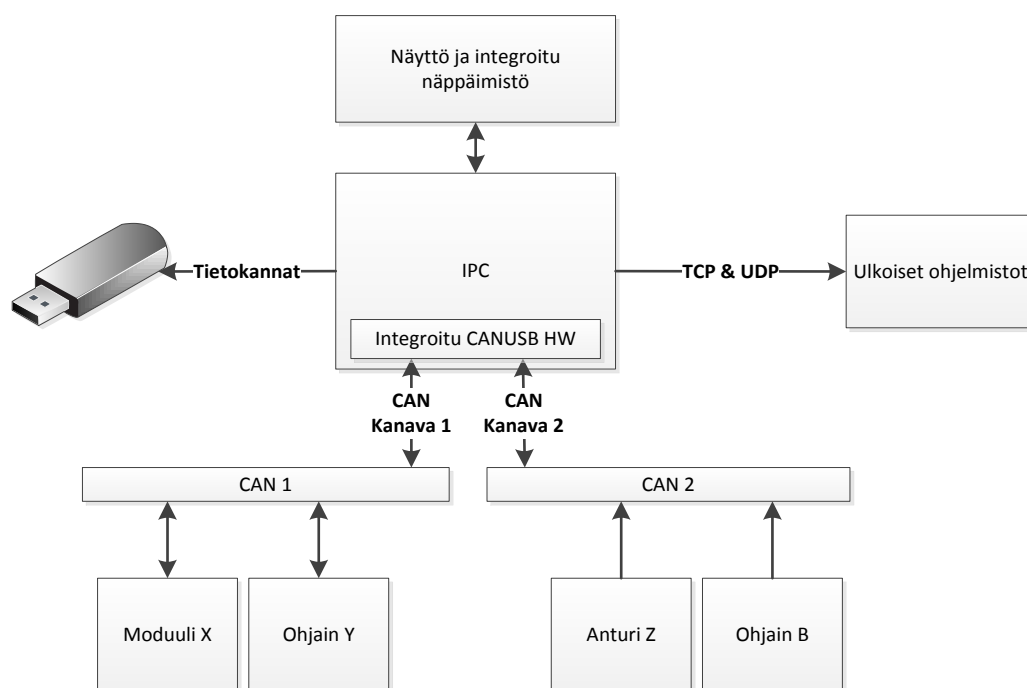 Näyttö ja integroitu
näppäimistö
Tietokannat
IPC
TCP & UDP
Ulkoiset ohjelmistot
Integroitu CANUSB HW
CAN
Kanava 1
CAN
Kanava 2
CAN 1
CAN 2
Moduuli X
Ohjain Y
Anturi Z
Ohjain B